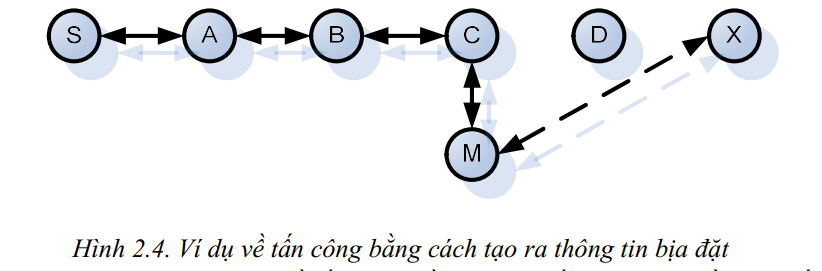 S A B C D X
M
Hình 2.4. Ví dụ về tấn công bằng cách tạo ra thông tin bịa đặt